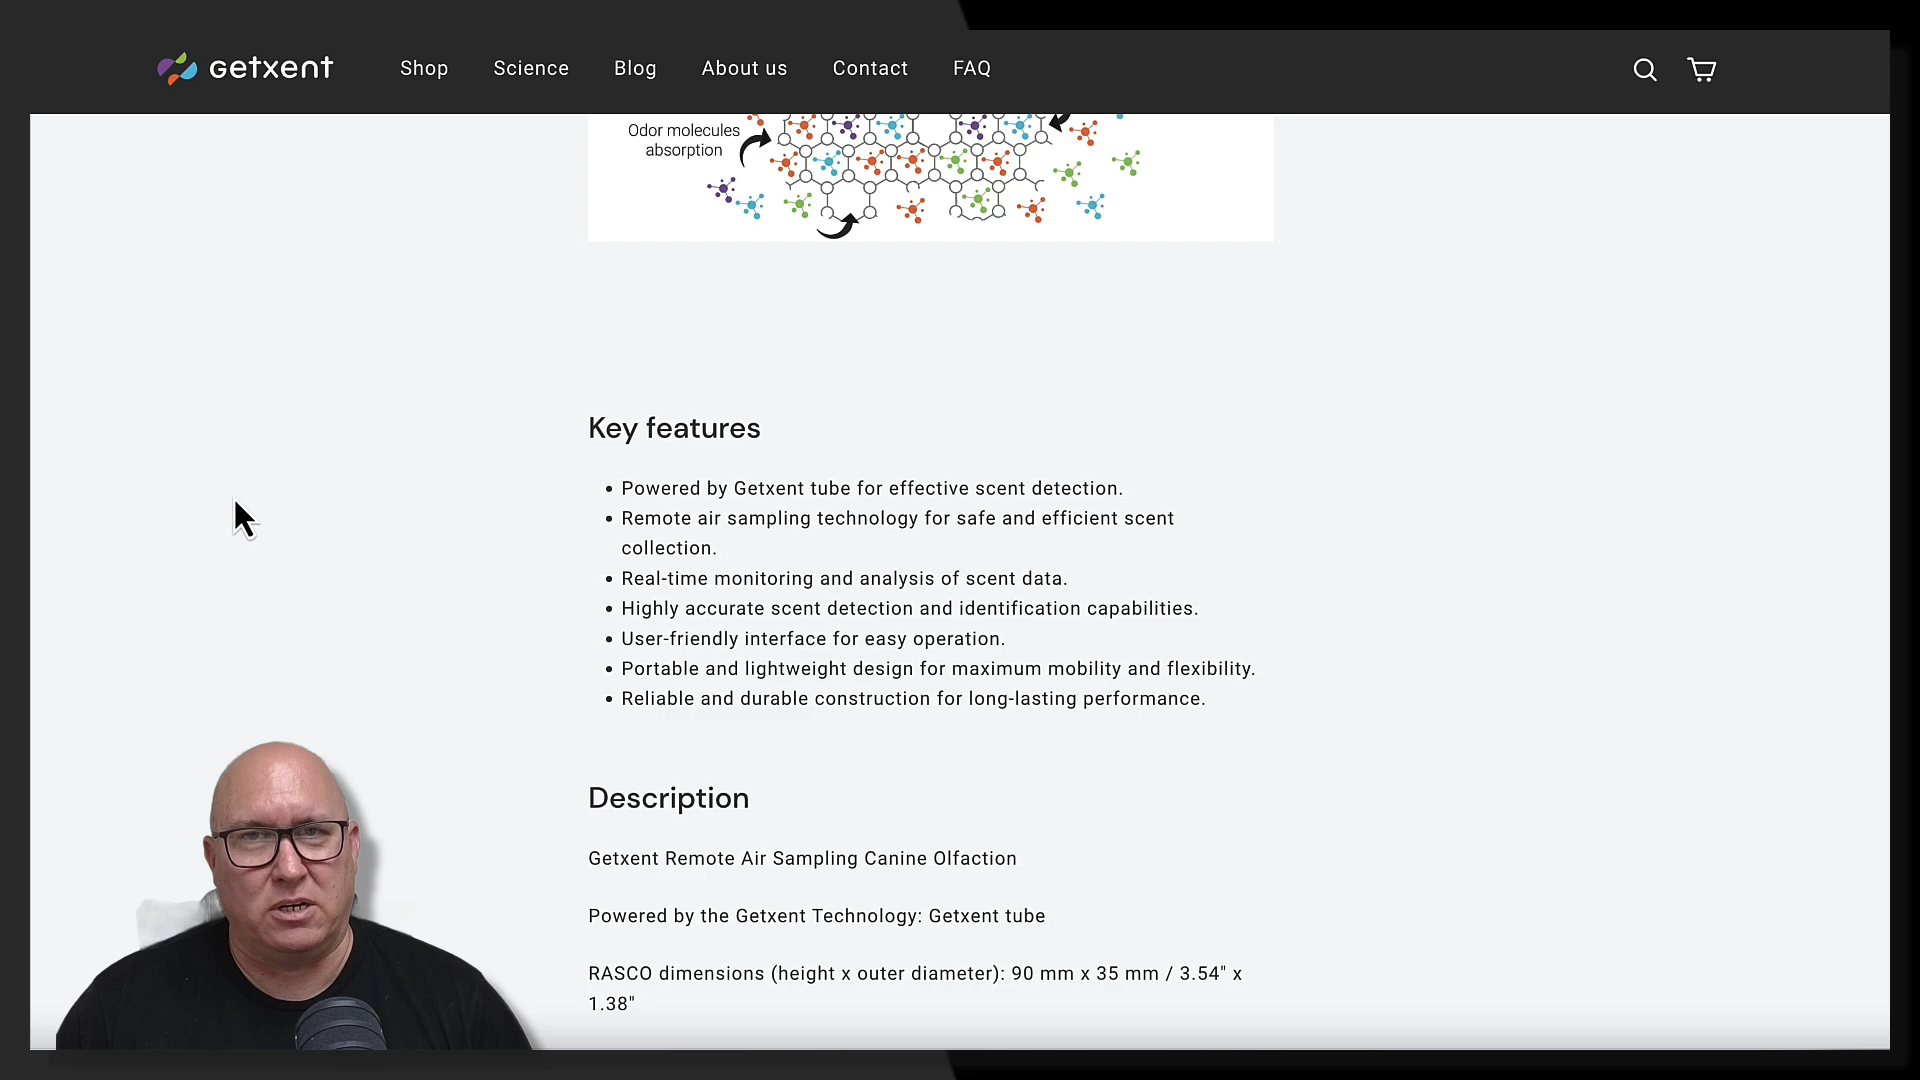 Getxent
Shop
Science
Blog
About us
Contact
FAQ
Odor molecules
absorption
Key features
• Powered by Getxent tube for effective scent detection.
• Remote air sampling technology for safe and efficient scent
collection.
• Real-time monitoring and analysis of scent data.
• Highly accurate scent detection and identification capabilities.
• User-friendly interface for easy operation.
• Portable and lightweight design for maximum mobility and flexibility.
• Reliable and durable construction for long-lasting performance.
Description
Getxent Remote Air Sampling Canine Olfaction
Powered by the Getxent Technology: Getxent tube
RASCO dimensions (height x outer diameter): 90 mm x 35 mm / 3.54" x
1.38"